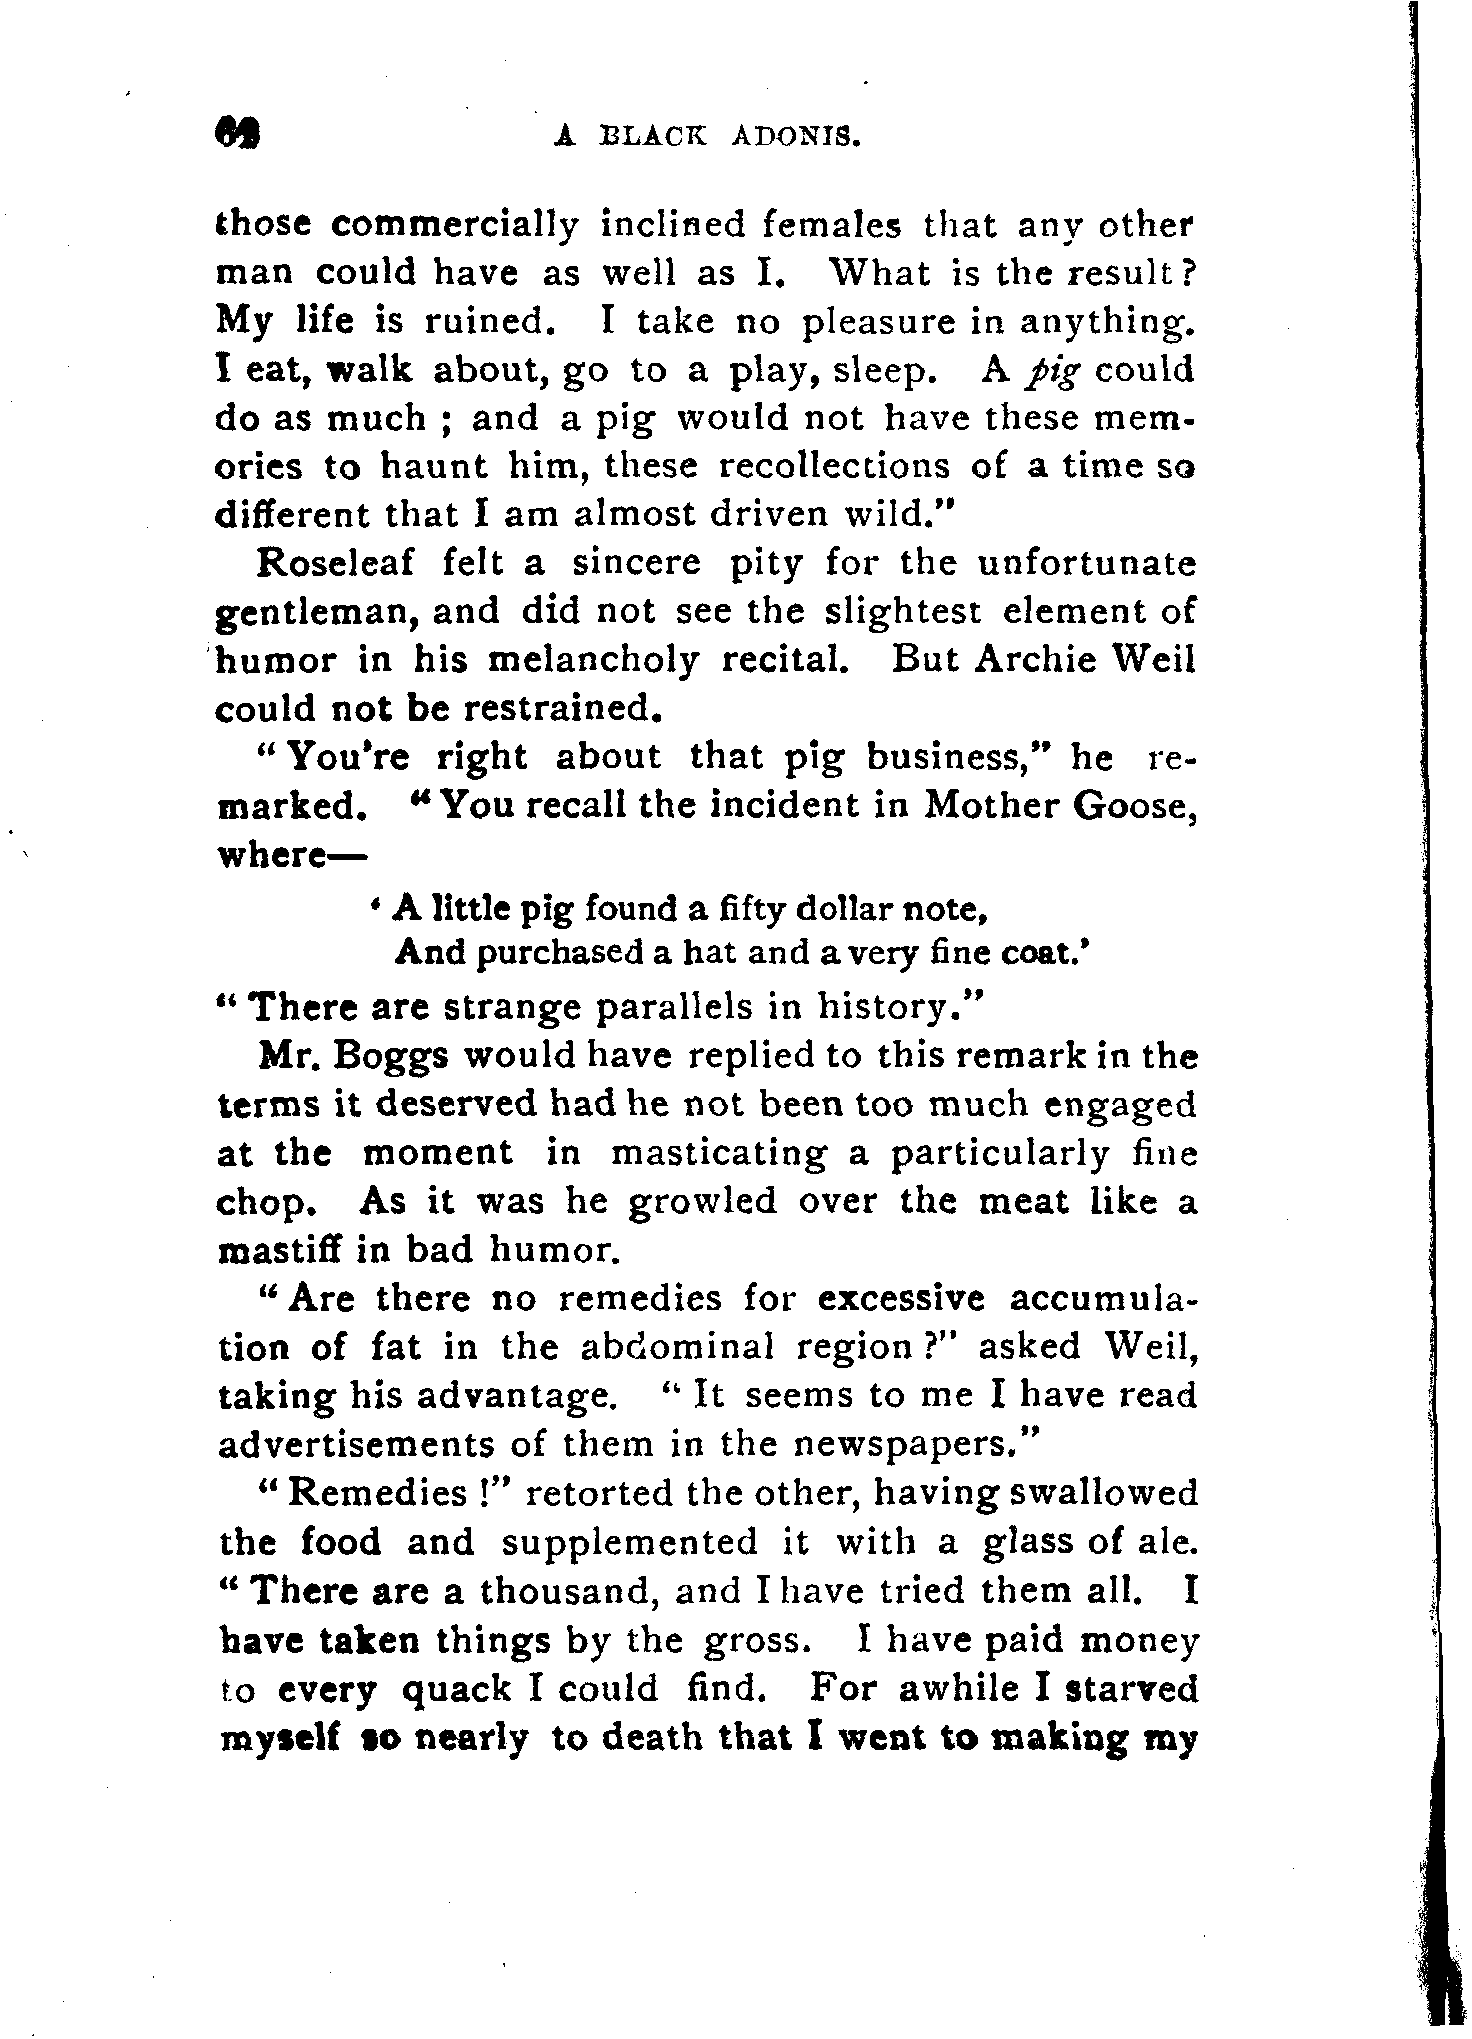 62 A BLACK ADONIS.
those commercially inclined females that any other
man could have as well as I. What is the result?
My life is ruined. I take no pleasure in anything.
I eat, walk about, go to a play, sleep. A pig could
do as much ; and a pig would not have these mem-
ories to haunt him, these recollections of a time so
different that I am almost driven wild."
Roseleaf felt a sincere pity for the unfortunate
gentleman, and did not see the slightest element of
humor in his melancholy recital. But Archie Weil
could not be restrained.
" You're right about that pig business," he re-
marked. " You recall the incident in Mother Goose,
where—
' A little pig found a fifty dollar note,
And purchased a hat and a very fine coat.'
" There are strange parallels in history."
Mr. Boggs would have replied to this remark in the
terms it deserved had he not been too much engaged
at the moment in masticating a particularly fine
chop. As it was he growled over the meat like a
mastiff in bad humor.
" Are there no remedies for excessive accumula-
tion of fat in the abdominal region ?" asked Weil,
taking his advantage. " It seems to me I have read
advertisements of them in the newspapers."
" Remedies !" retorted the other, having swallowed
the food and supplemented it with a glass of ale.
" There are a thousand, and I have tried them all. I
have taken things by the gross. I have paid money
to every quack I could find. For awhile I starved
myself so nearly to death that I went to making my